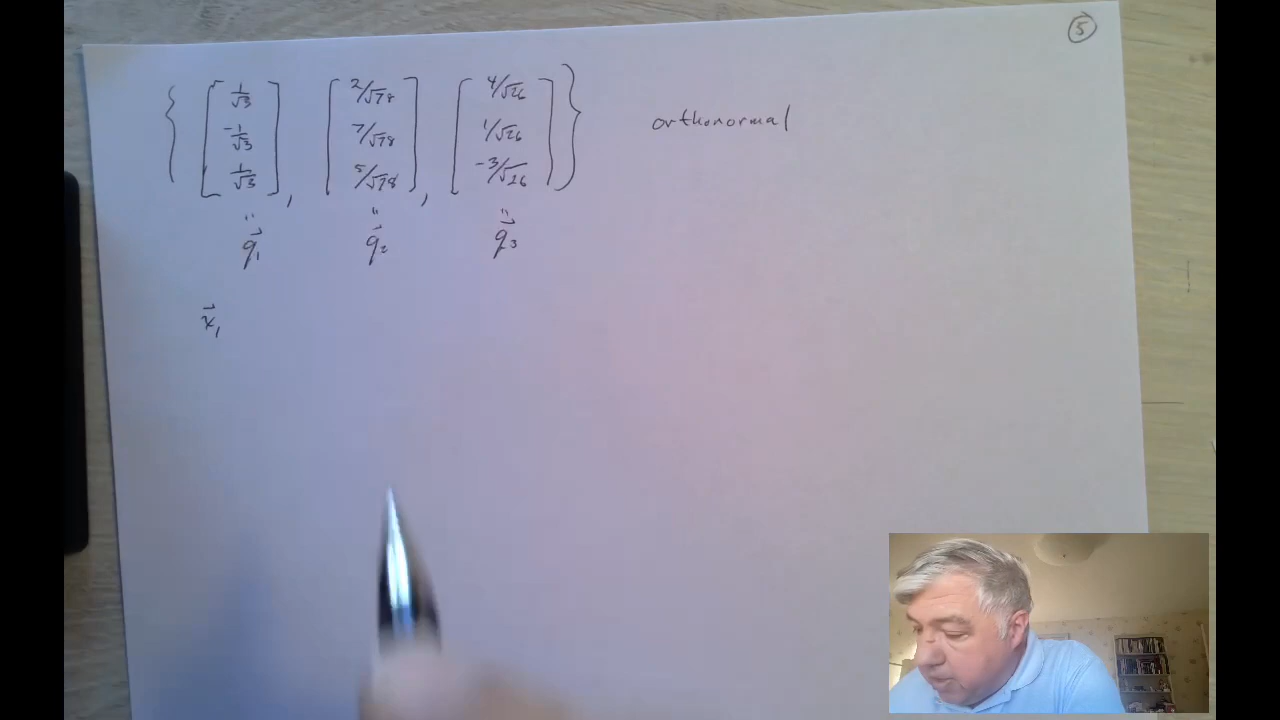 ⑤
{ [ 1/√3 -1/√3 1/√3 ], [ 2/√78 7/√78 5/√78 ], [ 4/√26 1/√26 -3/√26 ] } orthonormal
" " "
q⃗₁ q⃗₂ q⃗₃
x⃗₁